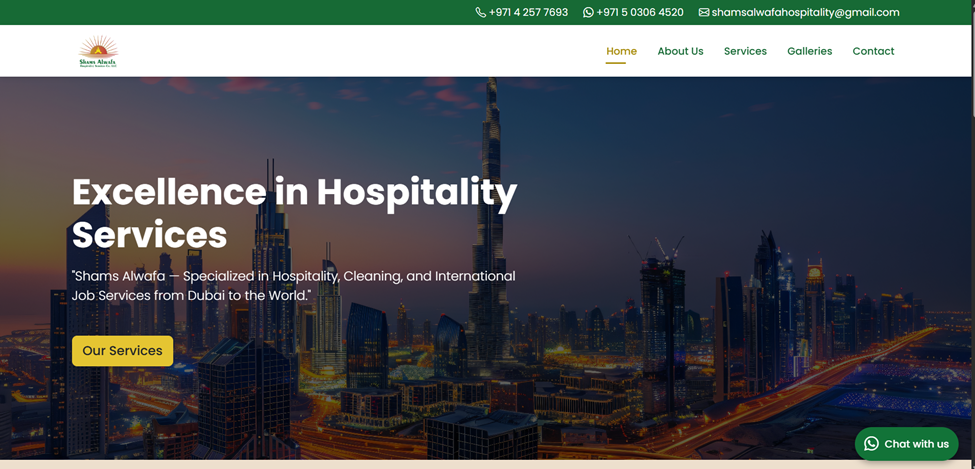 +971 4 257 7693 +971 5 0306 4520 shamsalwafahospitality@gmail.com
Shams Alwafa
Home About Us Services Galleries Contact
Excellence in Hospitality
Services
"Shams Alwafa — Specialized in Hospitality, Cleaning, and International
Job Services from Dubai to the World."
Our Services
Chat with us